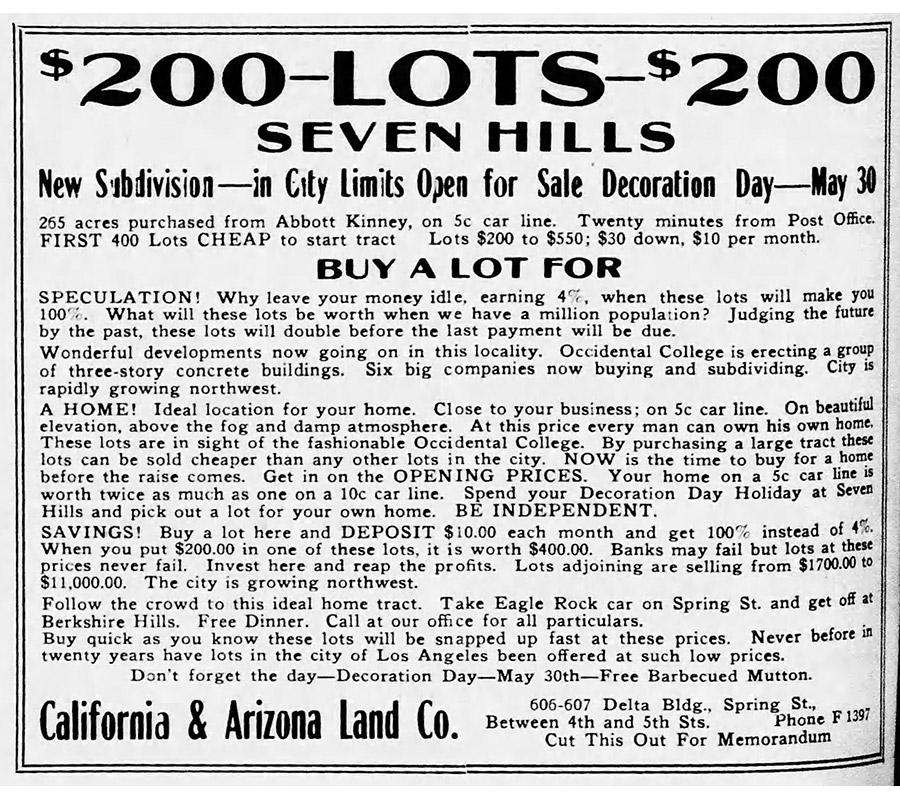 $200–LOTS–$200
SEVEN HILLS
New Subdivision—in City Limits Open for Sale Decoration Day—May 30
265 acres purchased from Abbott Kinney, on 5c car line. Twenty minutes from Post Office.
FIRST 400 Lots CHEAP to start tract Lots $200 to $550; $30 down, $10 per month.
BUY A LOT FOR
SPECULATION! Why leave your money idle, earning 4%, when these lots will make you
100%. What will these lots be worth when we have a million population? Judging the future
by the past, these lots will double before the last payment will be due.
Wonderful developments now going on in this locality. Occidental College is erecting a group
of three-story concrete buildings. Six big companies now buying and subdividing. City is
rapidly growing northwest.
A HOME! Ideal location for your home. Close to your business; on 5c car line. On beautiful
elevation, above the fog and damp atmosphere. At this price every man can own his own home.
These lots are in sight of the fashionable Occidental College. By purchasing a large tract these
lots can be sold cheaper than any other lots in the city. NOW is the time to buy for a home
before the raise comes. Get in on the OPENING PRICES. Your home on a 5c car line is
worth twice as much as one on a 10c car line. Spend your Decoration Day Holiday at Seven
Hills and pick out a lot for your own home. BE INDEPENDENT.
SAVINGS! Buy a lot here and DEPOSIT $10.00 each month and get 100% instead of 4%.
When you put $200.00 in one of these lots, it is worth $400.00. Banks may fail but lots at these
prices never fail. Invest here and reap the profits. Lots adjoining are selling from $1700.00 to
$11,000.00. The city is growing northwest.
Follow the crowd to this ideal home tract. Take Eagle Rock car on Spring St. and get off at
Berkshire Hills. Free Dinner. Call at our office for all particulars.
Buy quick as you know these lots will be snapped up fast at these prices. Never before in
twenty years have lots in the city of Los Angeles been offered at such low prices.
Don't forget the day—Decoration Day—May 30th—Free Barbecued Mutton.
California & Arizona Land Co.
606-607 Delta Bldg., Spring St.,
Between 4th and 5th Sts. Phone F 1397
Cut This Out For Memorandum